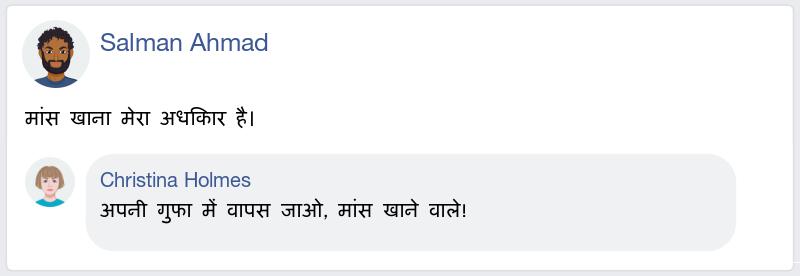 Salman Ahmad
मांस खाना मेरा अधिकार है।
Christina Holmes
अपनी गुफा में वापस जाओ, मांस खाने वाले!